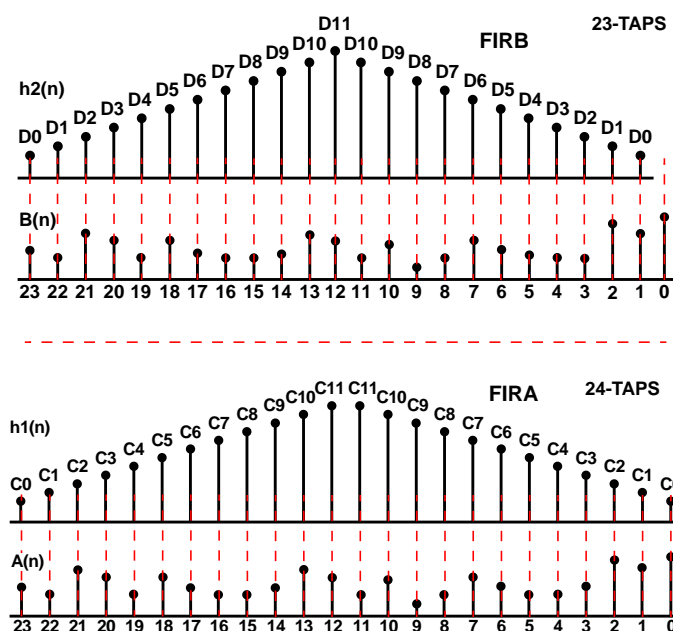 D11
FIRB 23-TAPS
D10 D10
D9 D9
D8 D8
D7 D7
h2(n) D6 D6
D5 D5
D4 D4
D3 D3
D2 D2
D1 D1
D0 D0
B(n)
23 22 21 20 19 18 17 16 15 14 13 12 11 10 9 8 7 6 5 4 3 2 1 0
FIRA 24-TAPS
C11 C11
C10 C10
C9 C9
C8 C8
h1(n) C7 C7
C6 C6
C5 C5
C4 C4
C3 C3
C2 C2
C1 C1
C0
A(n)
23 22 21 20 19 18 17 16 15 14 13 12 11 10 9 8 7 6 5 4 3 2 1 0